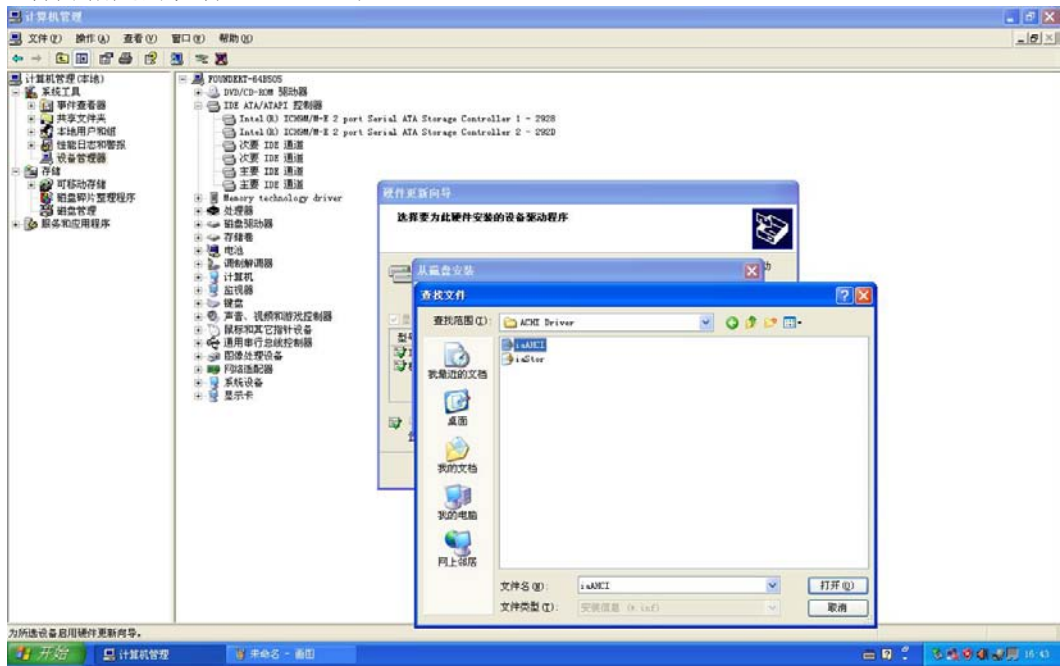 计算机管理
文件(F) 操作(A) 查看(V) 窗口(W) 帮助(H)
计算机管理(本地)
系统工具
事件查看器
共享文件夹
本地用户和组
性能日志和警报
设备管理器
存储
可移动存储
磁盘碎片整理程序
磁盘管理
服务和应用程序
FOUNDERT-64B505
DVD/CD-ROM 驱动器
IDE ATA/ATAPI 控制器
Intel(R) ICH9M/M-E 2 port Serial ATA Storage Controller 1 - 2928
Intel(R) ICH9M/M-E 2 port Serial ATA Storage Controller 2 - 292D
次要 IDE 通道
次要 IDE 通道
主要 IDE 通道
主要 IDE 通道
Memory technology driver
处理器
磁盘驱动器
存储卷
电池
调制解调器
计算机
监视器
键盘
声音、视频和游戏控制器
鼠标和其它指针设备
通用串行总线控制器
图像处理设备
网络适配器
系统设备
显示卡
硬件更新向导
选择要为此硬件安装的设备驱动程序
从磁盘安装
查找文件
查找范围(I): ACHI Driver
iaAHCI
iaStor
我最近的文档
桌面
我的文档
我的电脑
网上邻居
文件名(N): iaAHCI 打开(O)
文件类型(T): 安装信息 (*.inf) 取消
为所选设备启用硬件更新向导。
开始 计算机管理 未命名 - 画图 16:43